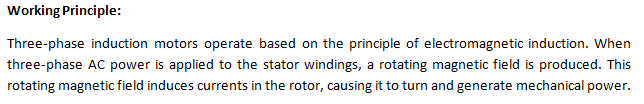 Working Principle:
Three-phase induction motors operate based on the principle of electromagnetic induction. When
three-phase AC power is applied to the stator windings, a rotating magnetic field is produced. This
rotating magnetic field induces currents in the rotor, causing it to turn and generate mechanical power.